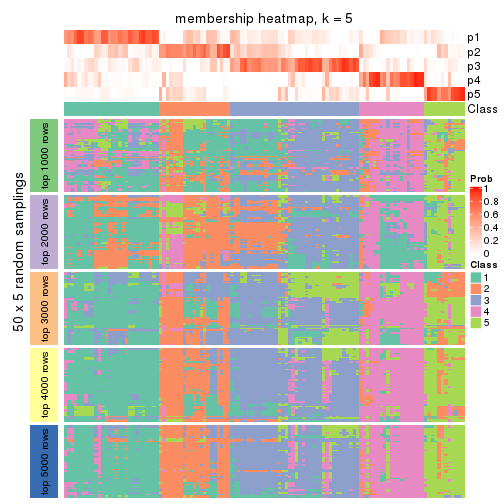 membership heatmap, k = 5
p1
p2
p3
p4
p5
Class
50 x 5 random samplings
top 1000 rows
top 2000 rows
top 3000 rows
top 4000 rows
top 5000 rows
Prob
1
0.8
0.6
0.4
0.2
0
Class
1
2
3
4
5